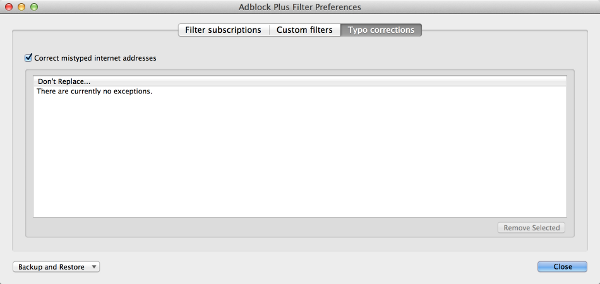 Adblock Plus Filter Preferences
Filter subscriptions Custom filters Typo corrections
Correct mistyped internet addresses
Don't Replace...
There are currently no exceptions.
Remove Selected
Backup and Restore Close